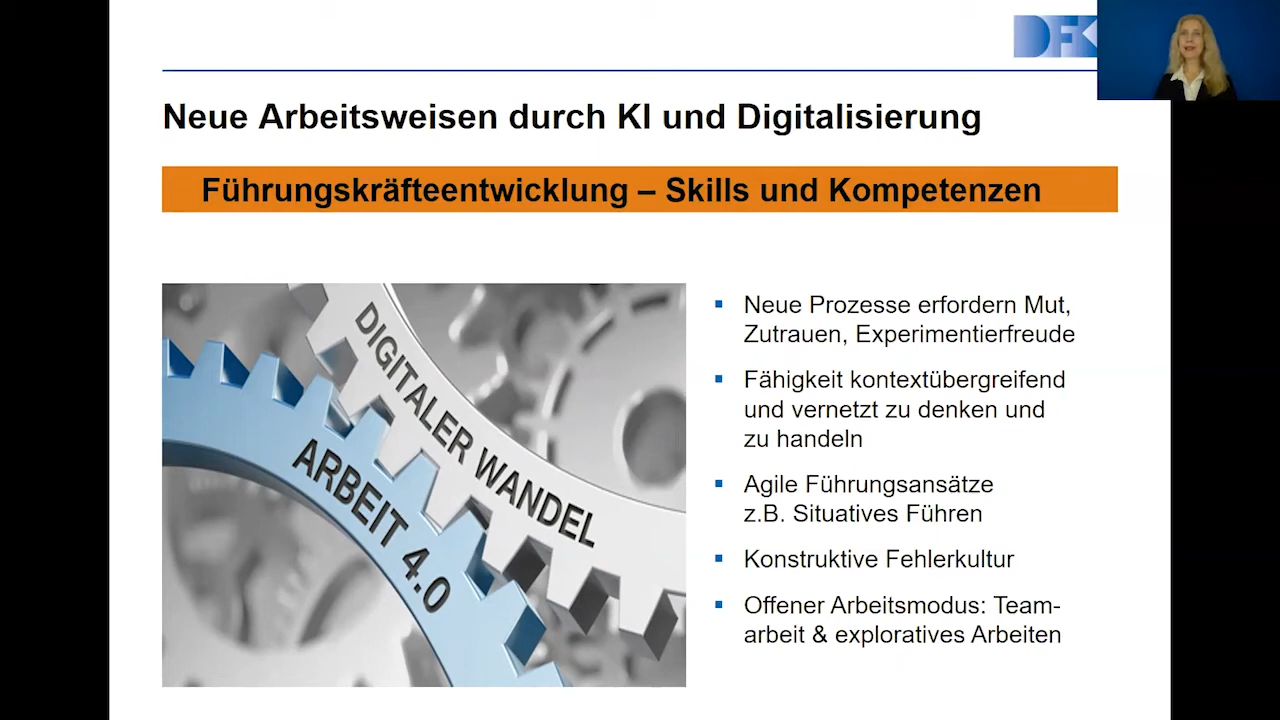 DFK
Neue Arbeitsweisen durch KI und Digitalisierung
Führungskräfteentwicklung – Skills und Kompetenzen
DIGITALER WANDEL
ARBEIT 4.0
Neue Prozesse erfordern Mut,
Zutrauen, Experimentierfreude
Fähigkeit kontextübergreifend
und vernetzt zu denken und
zu handeln
Agile Führungsansätze
z.B. Situatives Führen
Konstruktive Fehlerkultur
Offener Arbeitsmodus: Team-
arbeit & exploratives Arbeiten